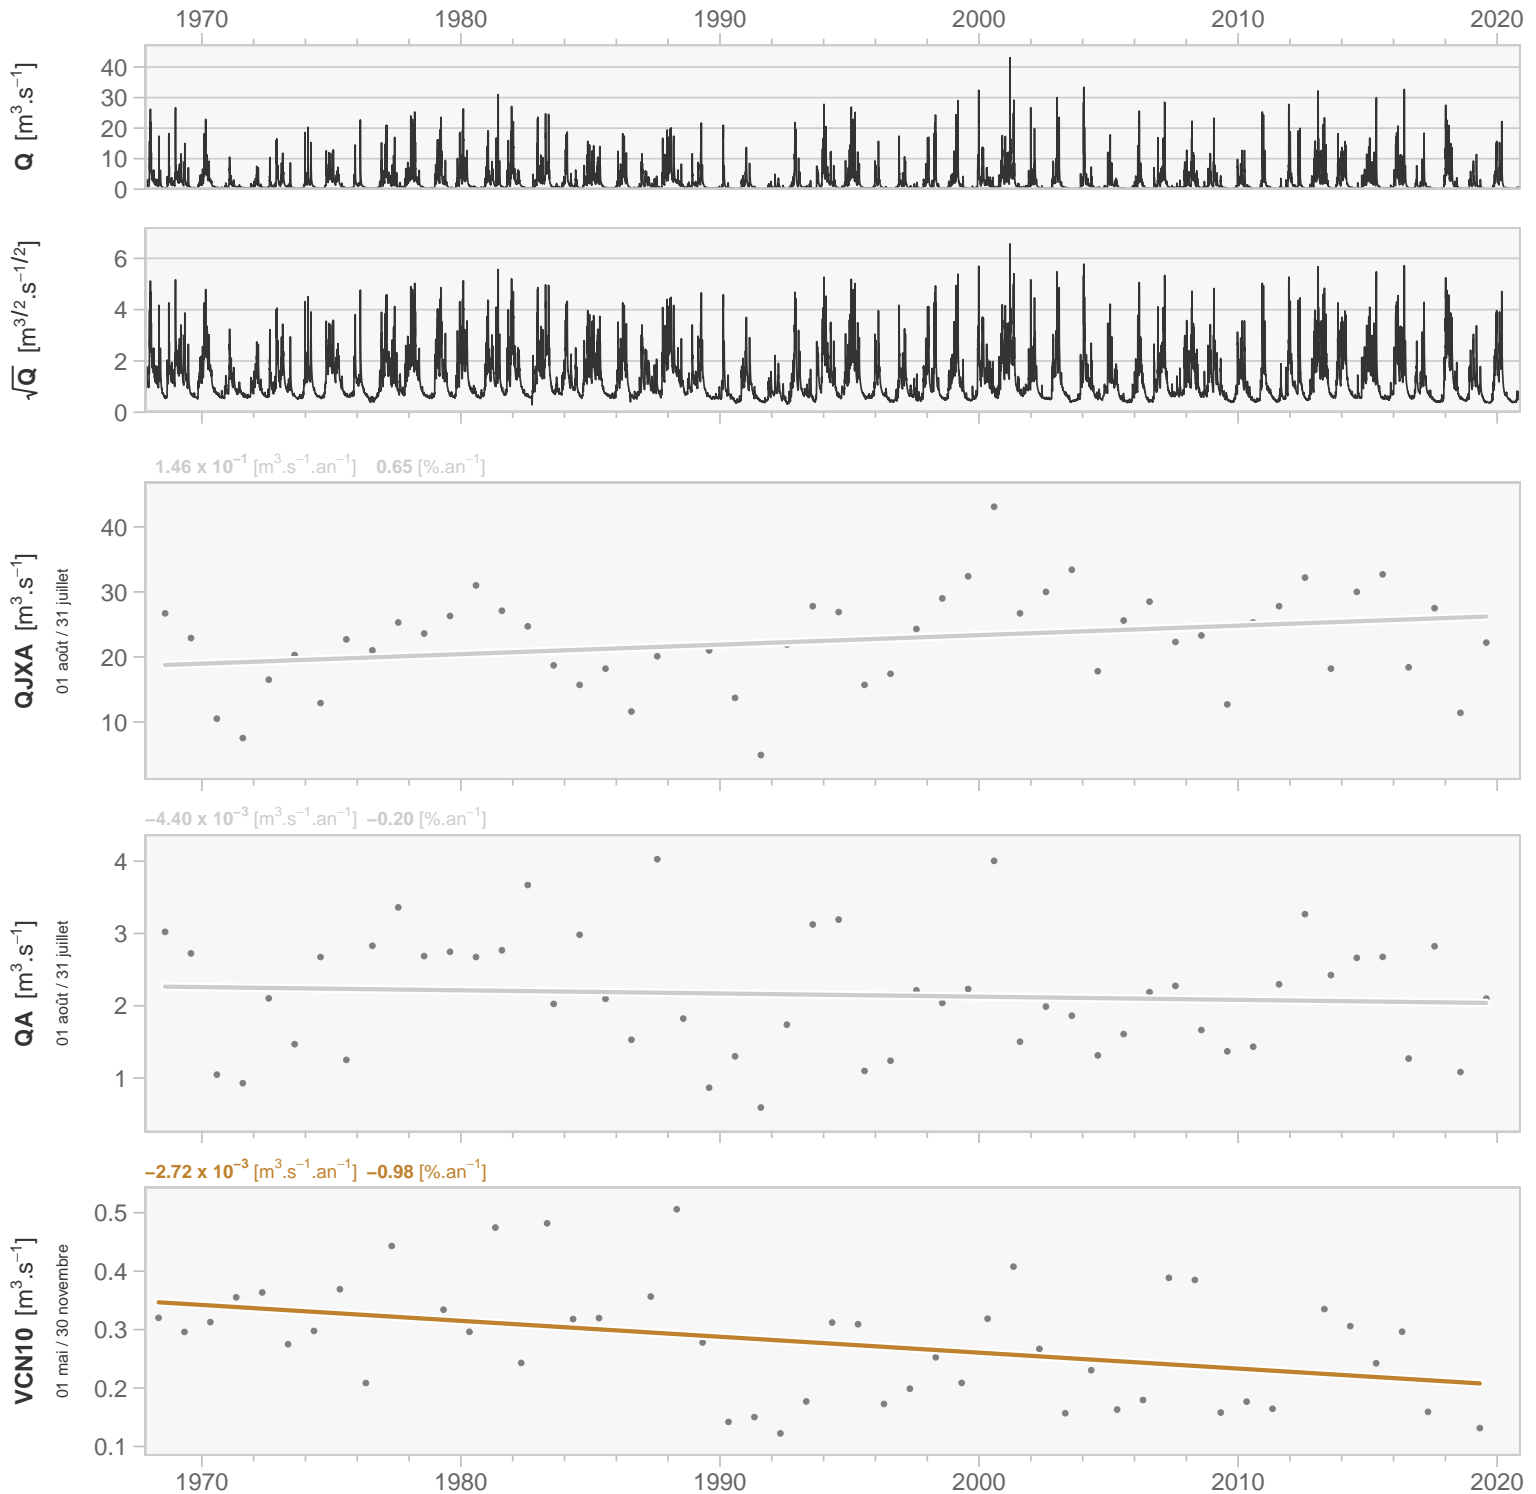 1970 1980 1990 2000 2010 2020
Q [m³.s⁻¹]
40
30
20
10
0
√Q [m³ᐟ².s⁻¹ᐟ²]
6
4
2
0
1.46 x 10⁻¹ [m³.s⁻¹.an⁻¹] 0.65 [%.an⁻¹]
QJXA [m³.s⁻¹]
01 août / 31 juillet
40
30
20
10
−4.40 x 10⁻³ [m³.s⁻¹.an⁻¹] −0.20 [%.an⁻¹]
QA [m³.s⁻¹]
01 août / 31 juillet
4
3
2
1
−2.72 x 10⁻³ [m³.s⁻¹.an⁻¹] −0.98 [%.an⁻¹]
VCN10 [m³.s⁻¹]
01 mai / 30 novembre
0.5
0.4
0.3
0.2
0.1
1970 1980 1990 2000 2010 2020